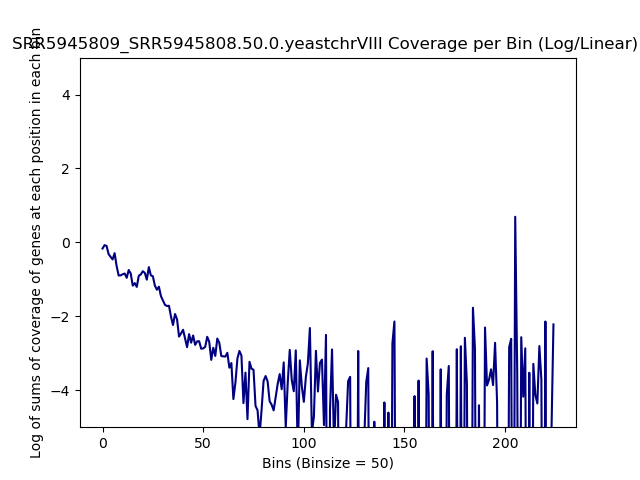 SRR5945809_SRR5945808.50.0.yeastchrVIII Coverage per Bin (Log/Linear)
Log of sums of coverage of genes at each position in each bin
4
2
0
−2
−4
0 50 100 150 200
Bins (Binsize = 50)